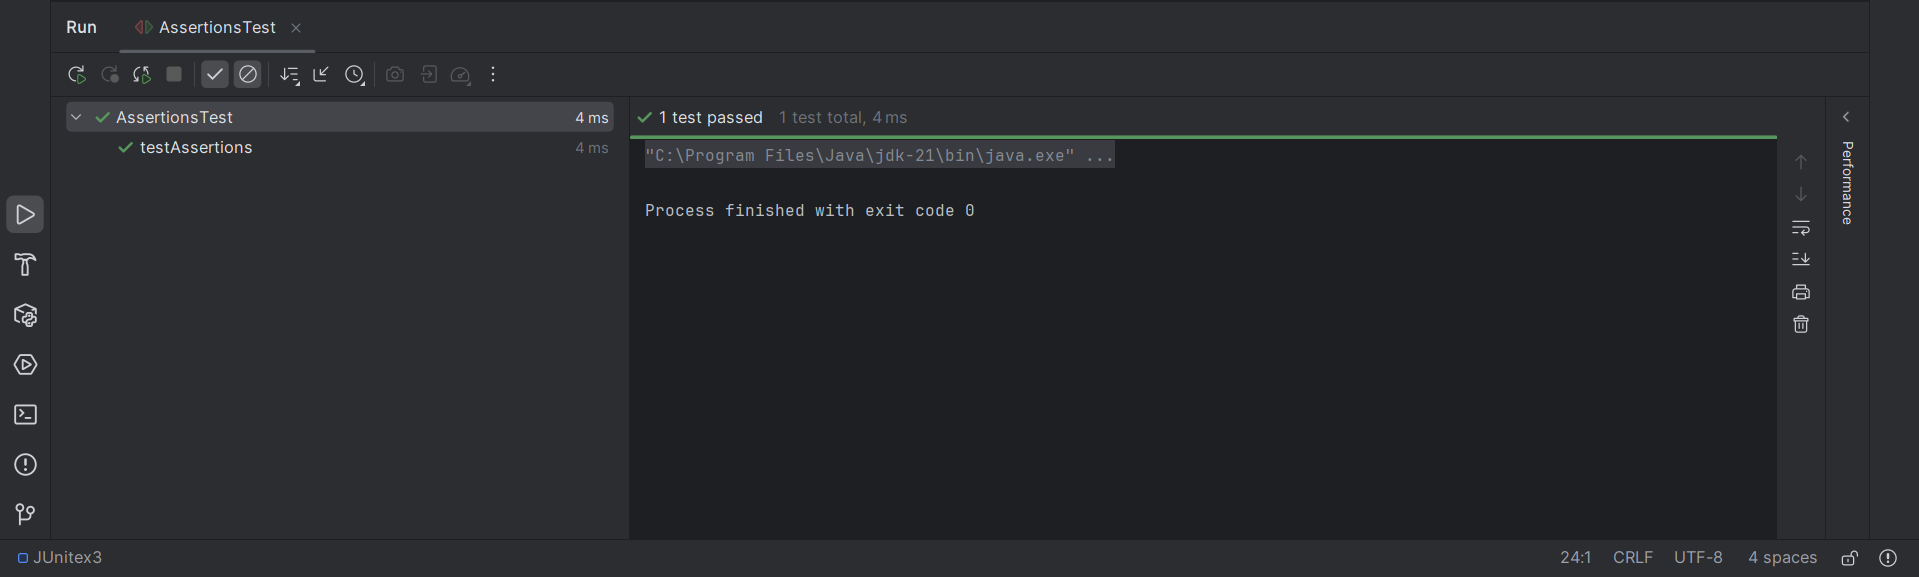 Run AssertionsTest
AssertionsTest 4 ms
testAssertions 4 ms
1 test passed 1 test total, 4 ms
"C:\Program Files\Java\jdk-21\bin\java.exe" ...
Process finished with exit code 0
Performance
JUnitex3 24:1 CRLF UTF-8 4 spaces